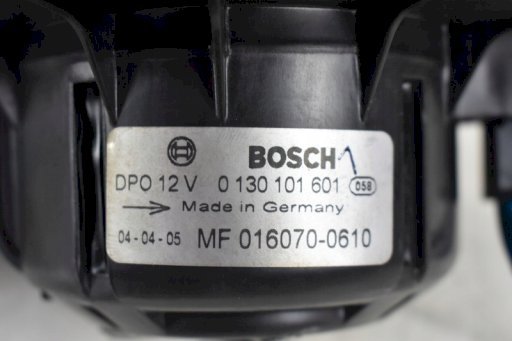 BOSCH
DPO 12 V 0 130 101 601 058
Made in Germany
04-04-05 MF 016070-0610